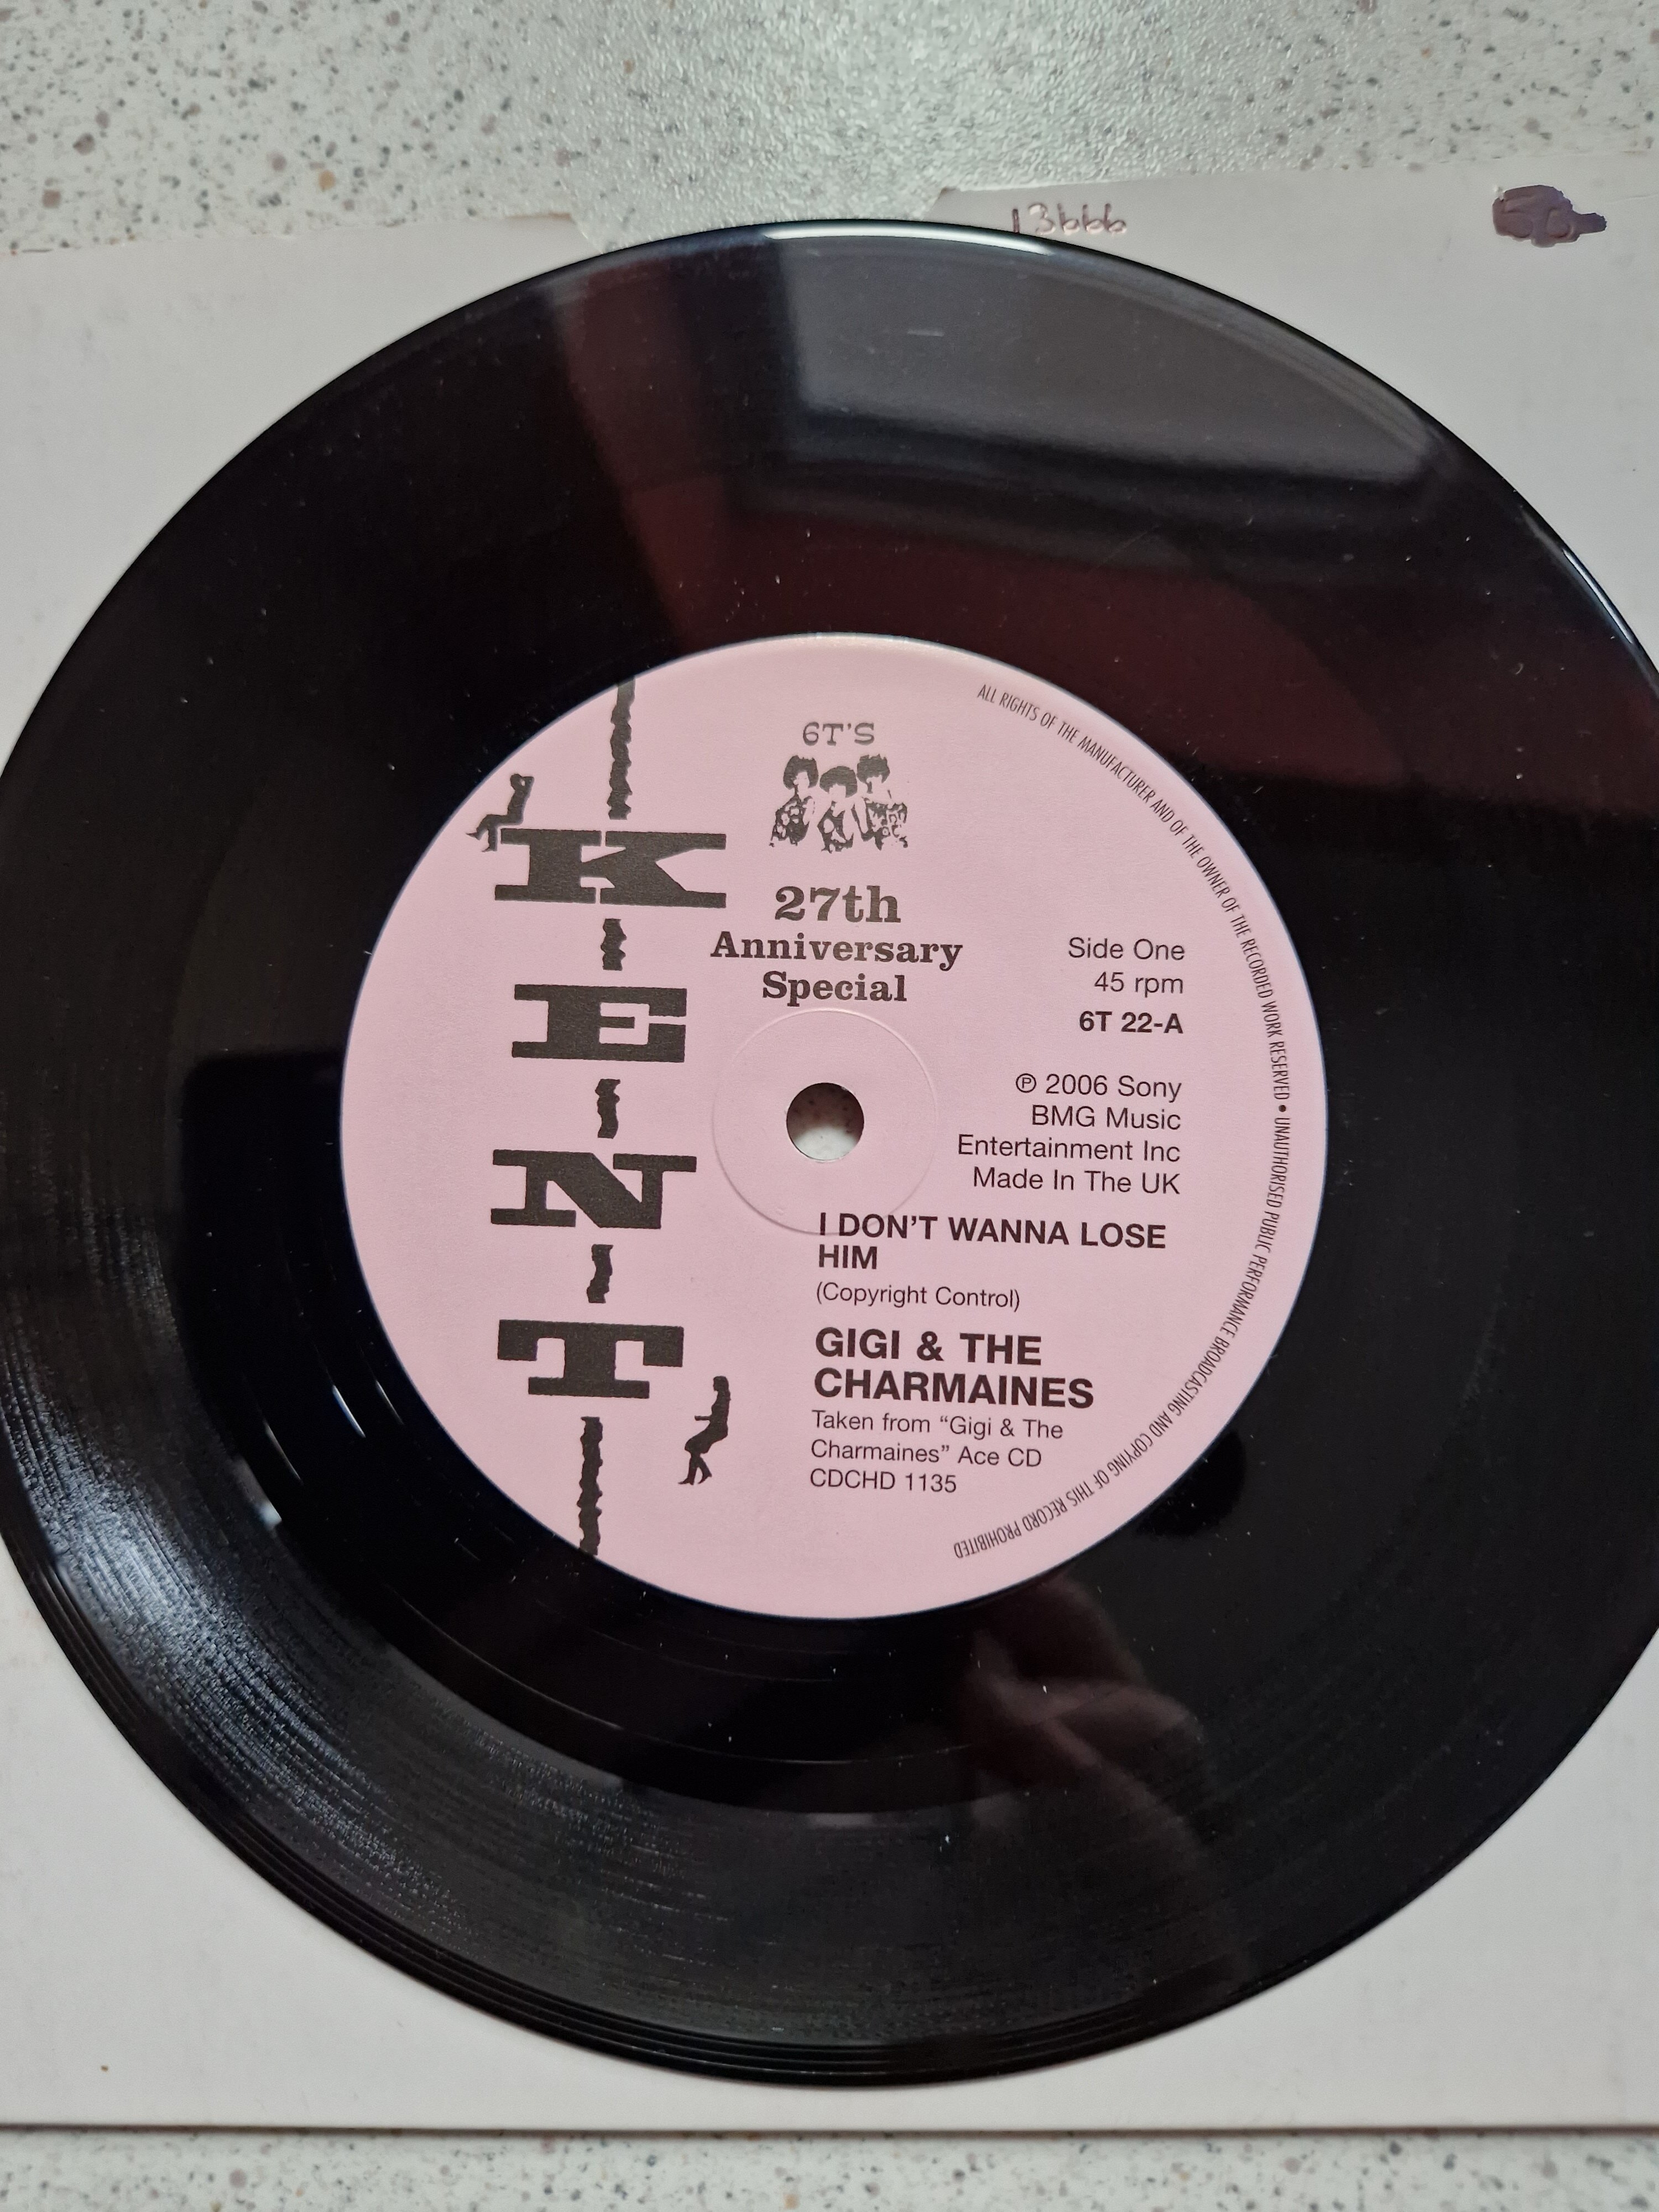 13666
6T'S
KENT
27th
Anniversary
Special
Side One
45 rpm
6T 22-A
℗ 2006 Sony
BMG Music
Entertainment Inc
Made In The UK
I DON'T WANNA LOSE
HIM
(Copyright Control)
GIGI & THE
CHARMAINES
Taken from “Gigi & The
Charmaines” Ace CD
CDCHD 1135
ALL RIGHTS OF THE MANUFACTURER AND OF THE OWNER OF THE RECORDED WORK RESERVED • UNAUTHORISED PUBLIC PERFORMANCE BROADCASTING AND COPYING OF THIS RECORD PROHIBITED